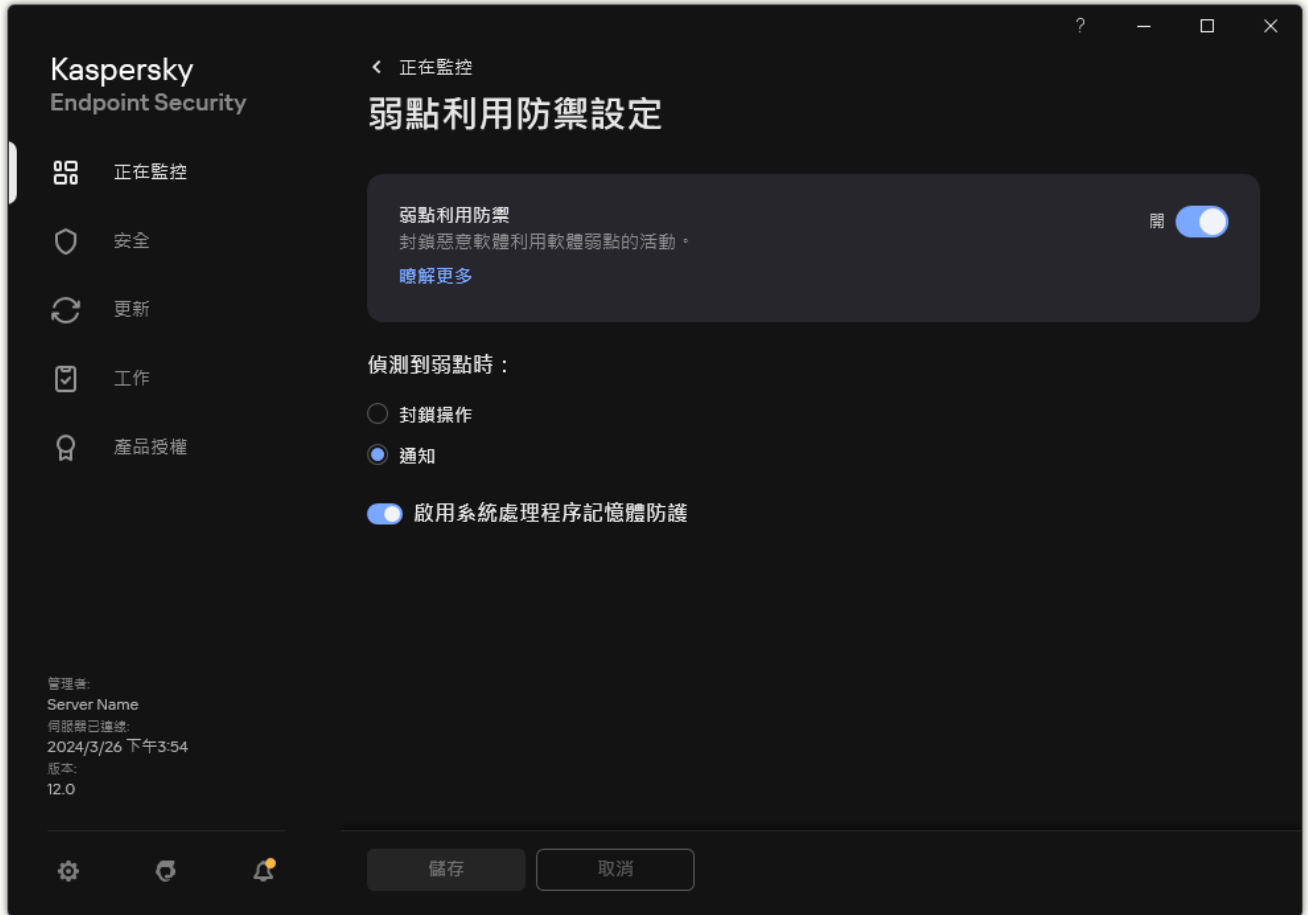 ?
Kaspersky
Endpoint Security
正在監控
安全
更新
工作
產品授權
管理者:
Server Name
伺服器已連線:
2024/3/26 下午3:54
版本:
12.0
正在監控
弱點利用防禦設定
弱點利用防禦
封鎖惡意軟體利用軟體弱點的活動。
瞭解更多
開
偵測到弱點時：
封鎖操作
通知
啟用系統處理程序記憶體防護
儲存
取消